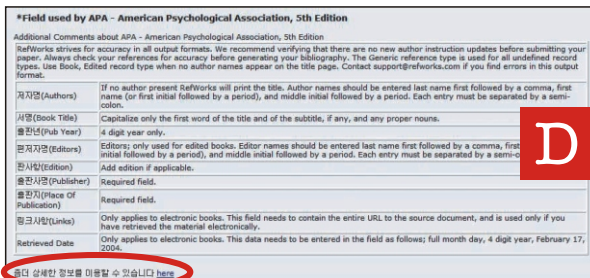 *Field used by APA - American Psychological Association, 5th Edition
Additional Comments about APA - American Psychological Association, 5th Edition
RefWorks strives for accuracy in all output formats. We recommend verifying that there are no new author instruction updates before submitting your
paper. Always check your references for accuracy before generating your bibliography. The Generic reference type is used for all undefined record
types. Use Book, Edited record type when no author names appear on the title page. Contact support@refworks.com if you find errors in this output
format.
저자명(Authors)
If no author present RefWorks will print the title. Author names should be entered last name first followed by a comma, first
name (or first initial followed by a period), and middle initial followed by a period. Each entry must be separated by a semi-
colon.
서명(Book Title)
Capitalize only the first word of the title and of the subtitle, if any, and any proper nouns.
출판년(Pub Year)
4 digit year only.
편저자명(Editors)
Editors; only used for edited books. Editor names should be entered last name first followed by a comma, first
initial followed by a period), and middle initial followed by a period. Each entry must be separated by a semi-
판사항(Edition)
Add edition if applicable.
출판사명(Publisher)
Required field.
출판지(Place Of
Publication)
Required field.
링크사항(Links)
Only applies to electronic books. This field needs to contain the entire URL to the source document, and is used only if you
have retrieved the material electronically.
Retrieved Date
Only applies to electronic books. This data needs to be entered in the field as follows; full month day, 4 digit year, February 17,
2004.
좀더 상세한 정보를 이용할 수 있습니다 here
D